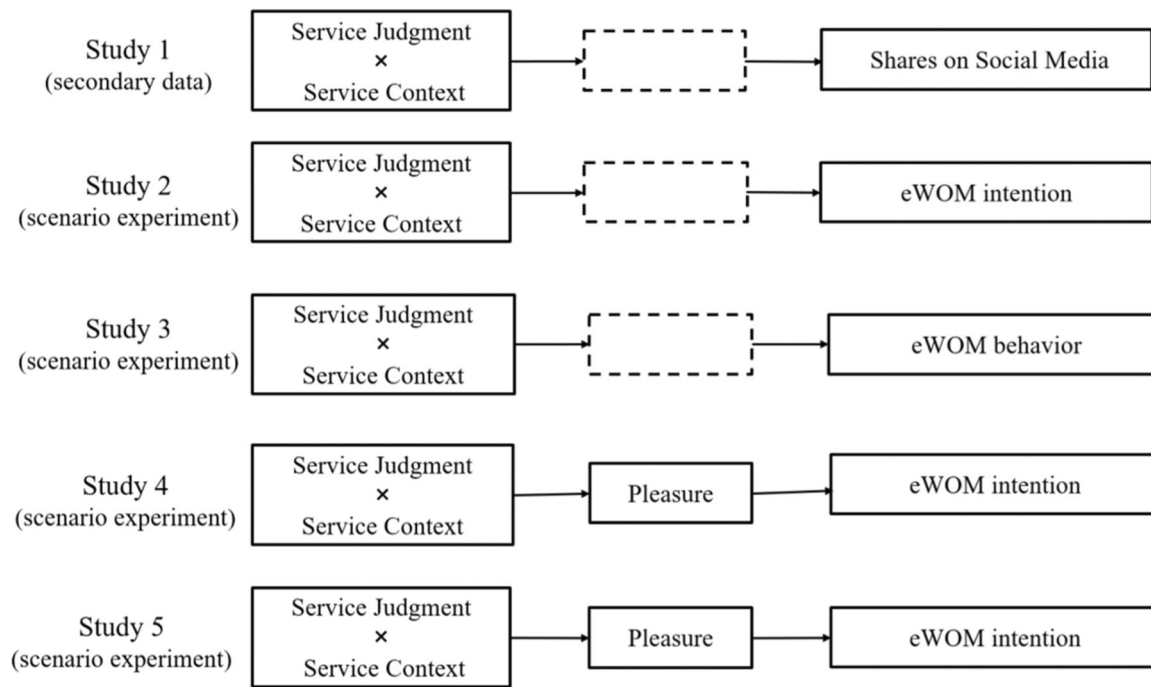 Study 1
(secondary data)
Service Judgment
×
Service Context
Shares on Social Media
Study 2
(scenario experiment)
Service Judgment
×
Service Context
eWOM intention
Study 3
(scenario experiment)
Service Judgment
×
Service Context
eWOM behavior
Study 4
(scenario experiment)
Service Judgment
×
Service Context
Pleasure
eWOM intention
Study 5
(scenario experiment)
Service Judgment
×
Service Context
Pleasure
eWOM intention